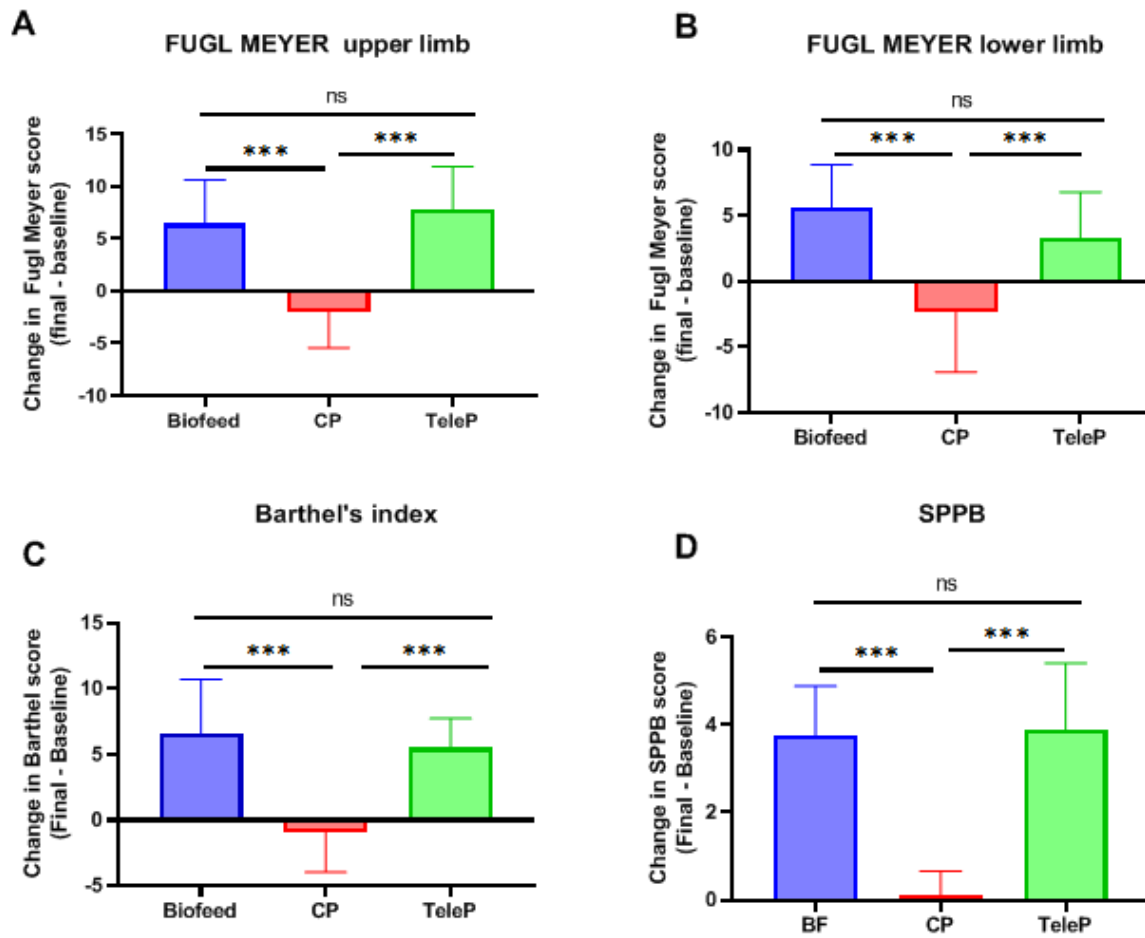 A
FUGL MEYER upper limb
ns
***
***
Change in Fugl Meyer score
(final - baseline)
15
10
5
0
-5
-10
Biofeed
CP
TeleP
B
FUGL MEYER lower limb
ns
***
***
Change in Fugl Meyer score
(final - baseline)
10
5
0
-5
-10
Biofeed
CP
TeleP
C
Barthel's index
ns
***
***
Change in Barthel score
(Final - Baseline)
15
10
5
0
-5
Biofeed
CP
TeleP
D
SPPB
ns
***
***
Change in SPPB score
(Final - Baseline)
6
4
2
0
BF
CP
TeleP